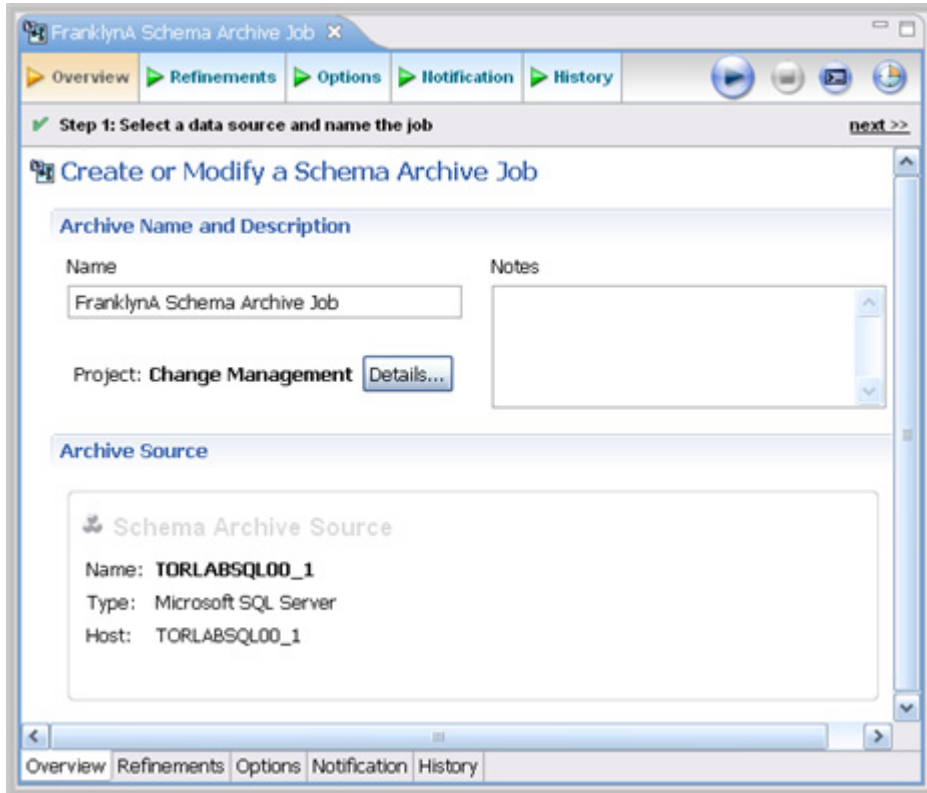 FranklynA Schema Archive Job
Overview Refinements Options Notification History
Step 1: Select a data source and name the job next >>
Create or Modify a Schema Archive Job
Archive Name and Description
Name Notes
FranklynA Schema Archive Job
Project: Change Management Details...
Archive Source
Schema Archive Source
Name: TORLABSQL00_1
Type: Microsoft SQL Server
Host: TORLABSQL00_1
Overview Refinements Options Notification History